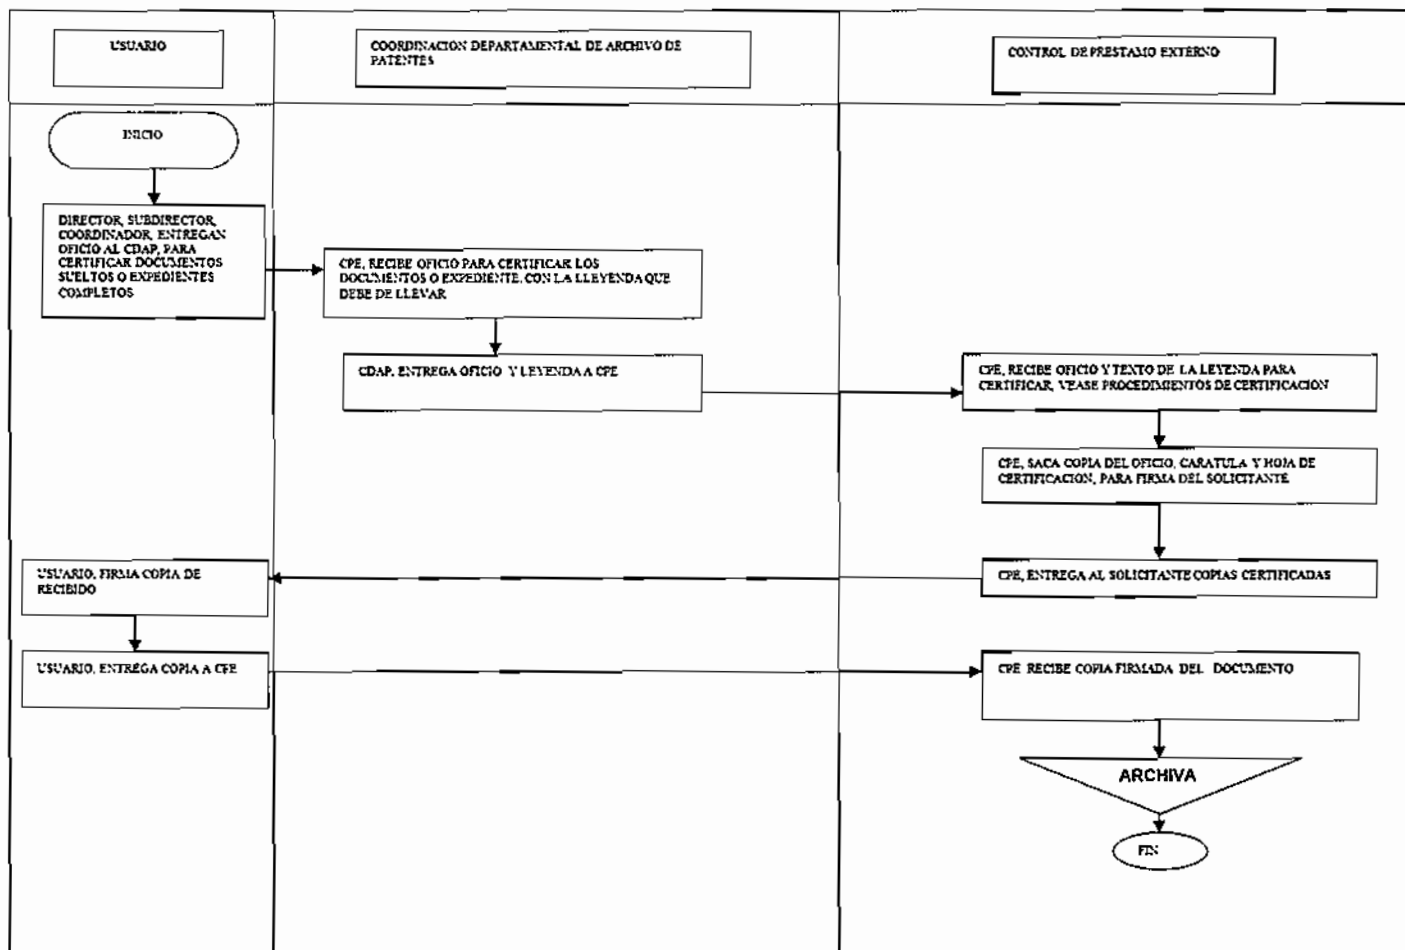 USUARIO
COORDINACION DEPARTAMENTAL DE ARCHIVO DE
PATENTES
CONTROL DE PRESTAMO EXTERNO
INICIO
DIRECTOR, SUBDIRECTOR,
COORDINADOR, ENTREGAN
OFICIO AL CDAP, PARA
CERTIFICAR DOCUMENTOS
SUELTOS O EXPEDIENTES
COMPLETOS
CPE, RECIBE OFICIO PARA CERTIFICAR LOS
DOCUMENTOS O EXPEDIENTE, CON LA LLEYENDA QUE
DEBE DE LLEVAR
CDAP, ENTREGA OFICIO Y LEYENDA A CPE
CPE, RECIBE OFICIO Y TEXTO DE LA LEYENDA PARA
CERTIFICAR, VEASE PROCEDIMIENTOS DE CERTIFICACION
CPE, SACA COPIA DEL OFICIO, CARATULA Y HOJA DE
CERTIFICACION, PARA FIRMA DEL SOLICITANTE
CPE, ENTREGA AL SOLICITANTE COPIAS CERTIFICADAS
USUARIO, FIRMA COPIA DE
RECIBIDO
USUARIO, ENTREGA COPIA A CPE
CPE RECIBE COPIA FIRMADA DEL DOCUMENTO
ARCHIVA
FIN